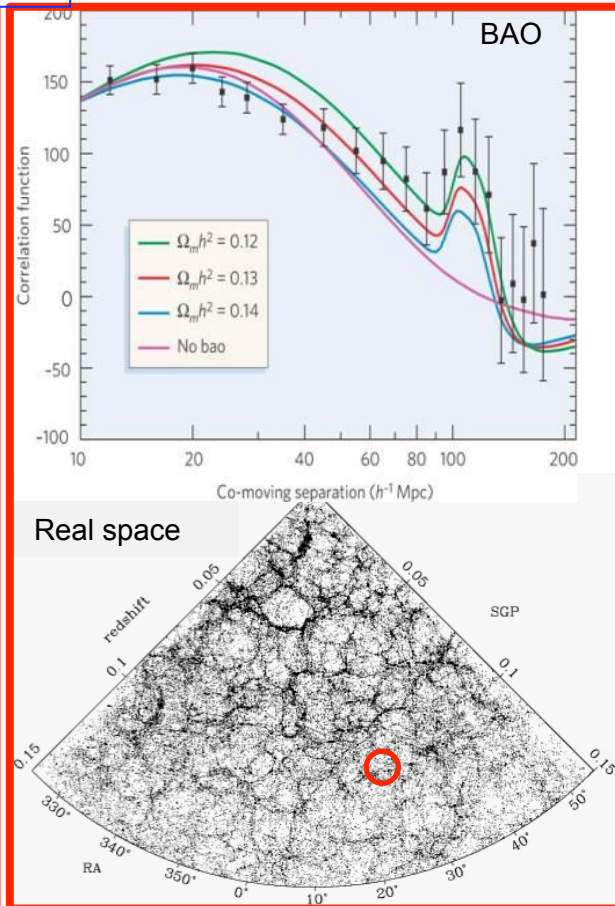 BAO
200
150
100
50
0
-50
-100
Correlation function
Ωₘh² = 0.12
Ωₘh² = 0.13
Ωₘh² = 0.14
No bao
10 20 40 60 80 100 200
Co-moving separation (h⁻¹ Mpc)
Real space
redshift
0.05
0.1
0.15
0.05
0.1
0.15
SGP
RA
330°
340°
350°
0°
10°
20°
30°
40°
50°